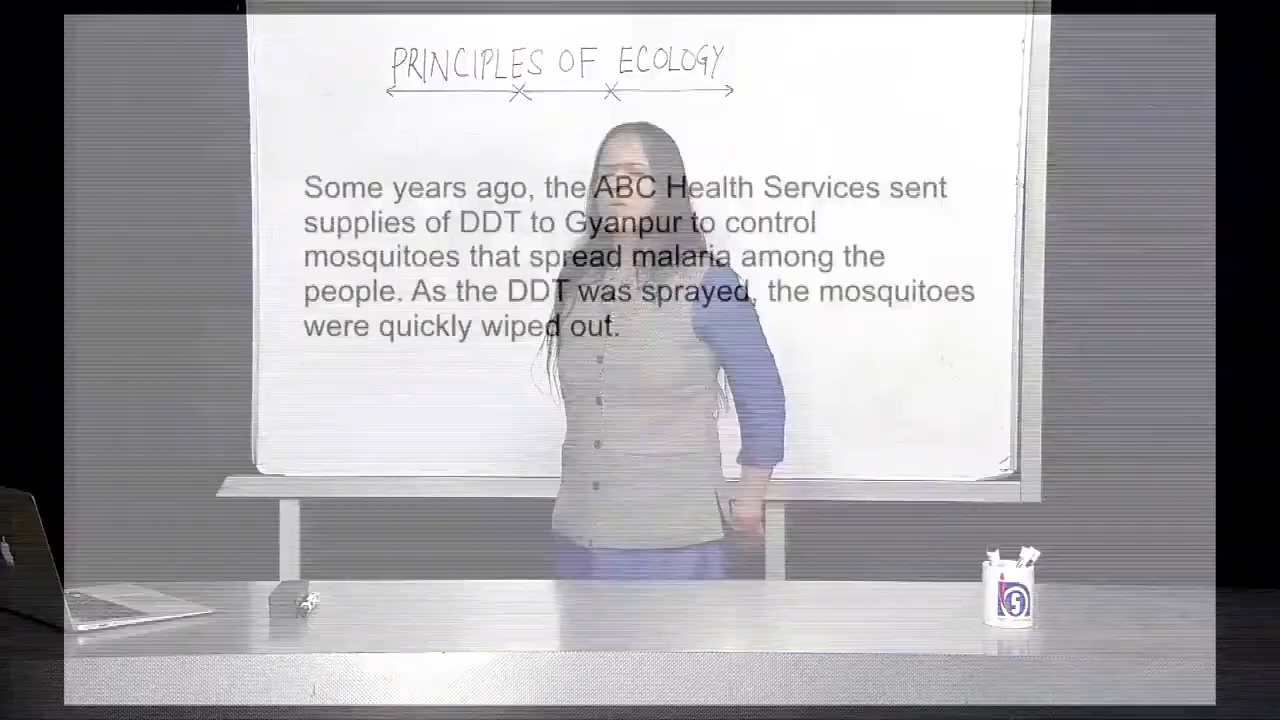 PRINCIPLES OF ECOLOGY
Some years ago, the ABC Health Services sent
supplies of DDT to Gyanpur to control
mosquitoes that spread malaria among the
people. As the DDT was sprayed, the mosquitoes
were quickly wiped out.